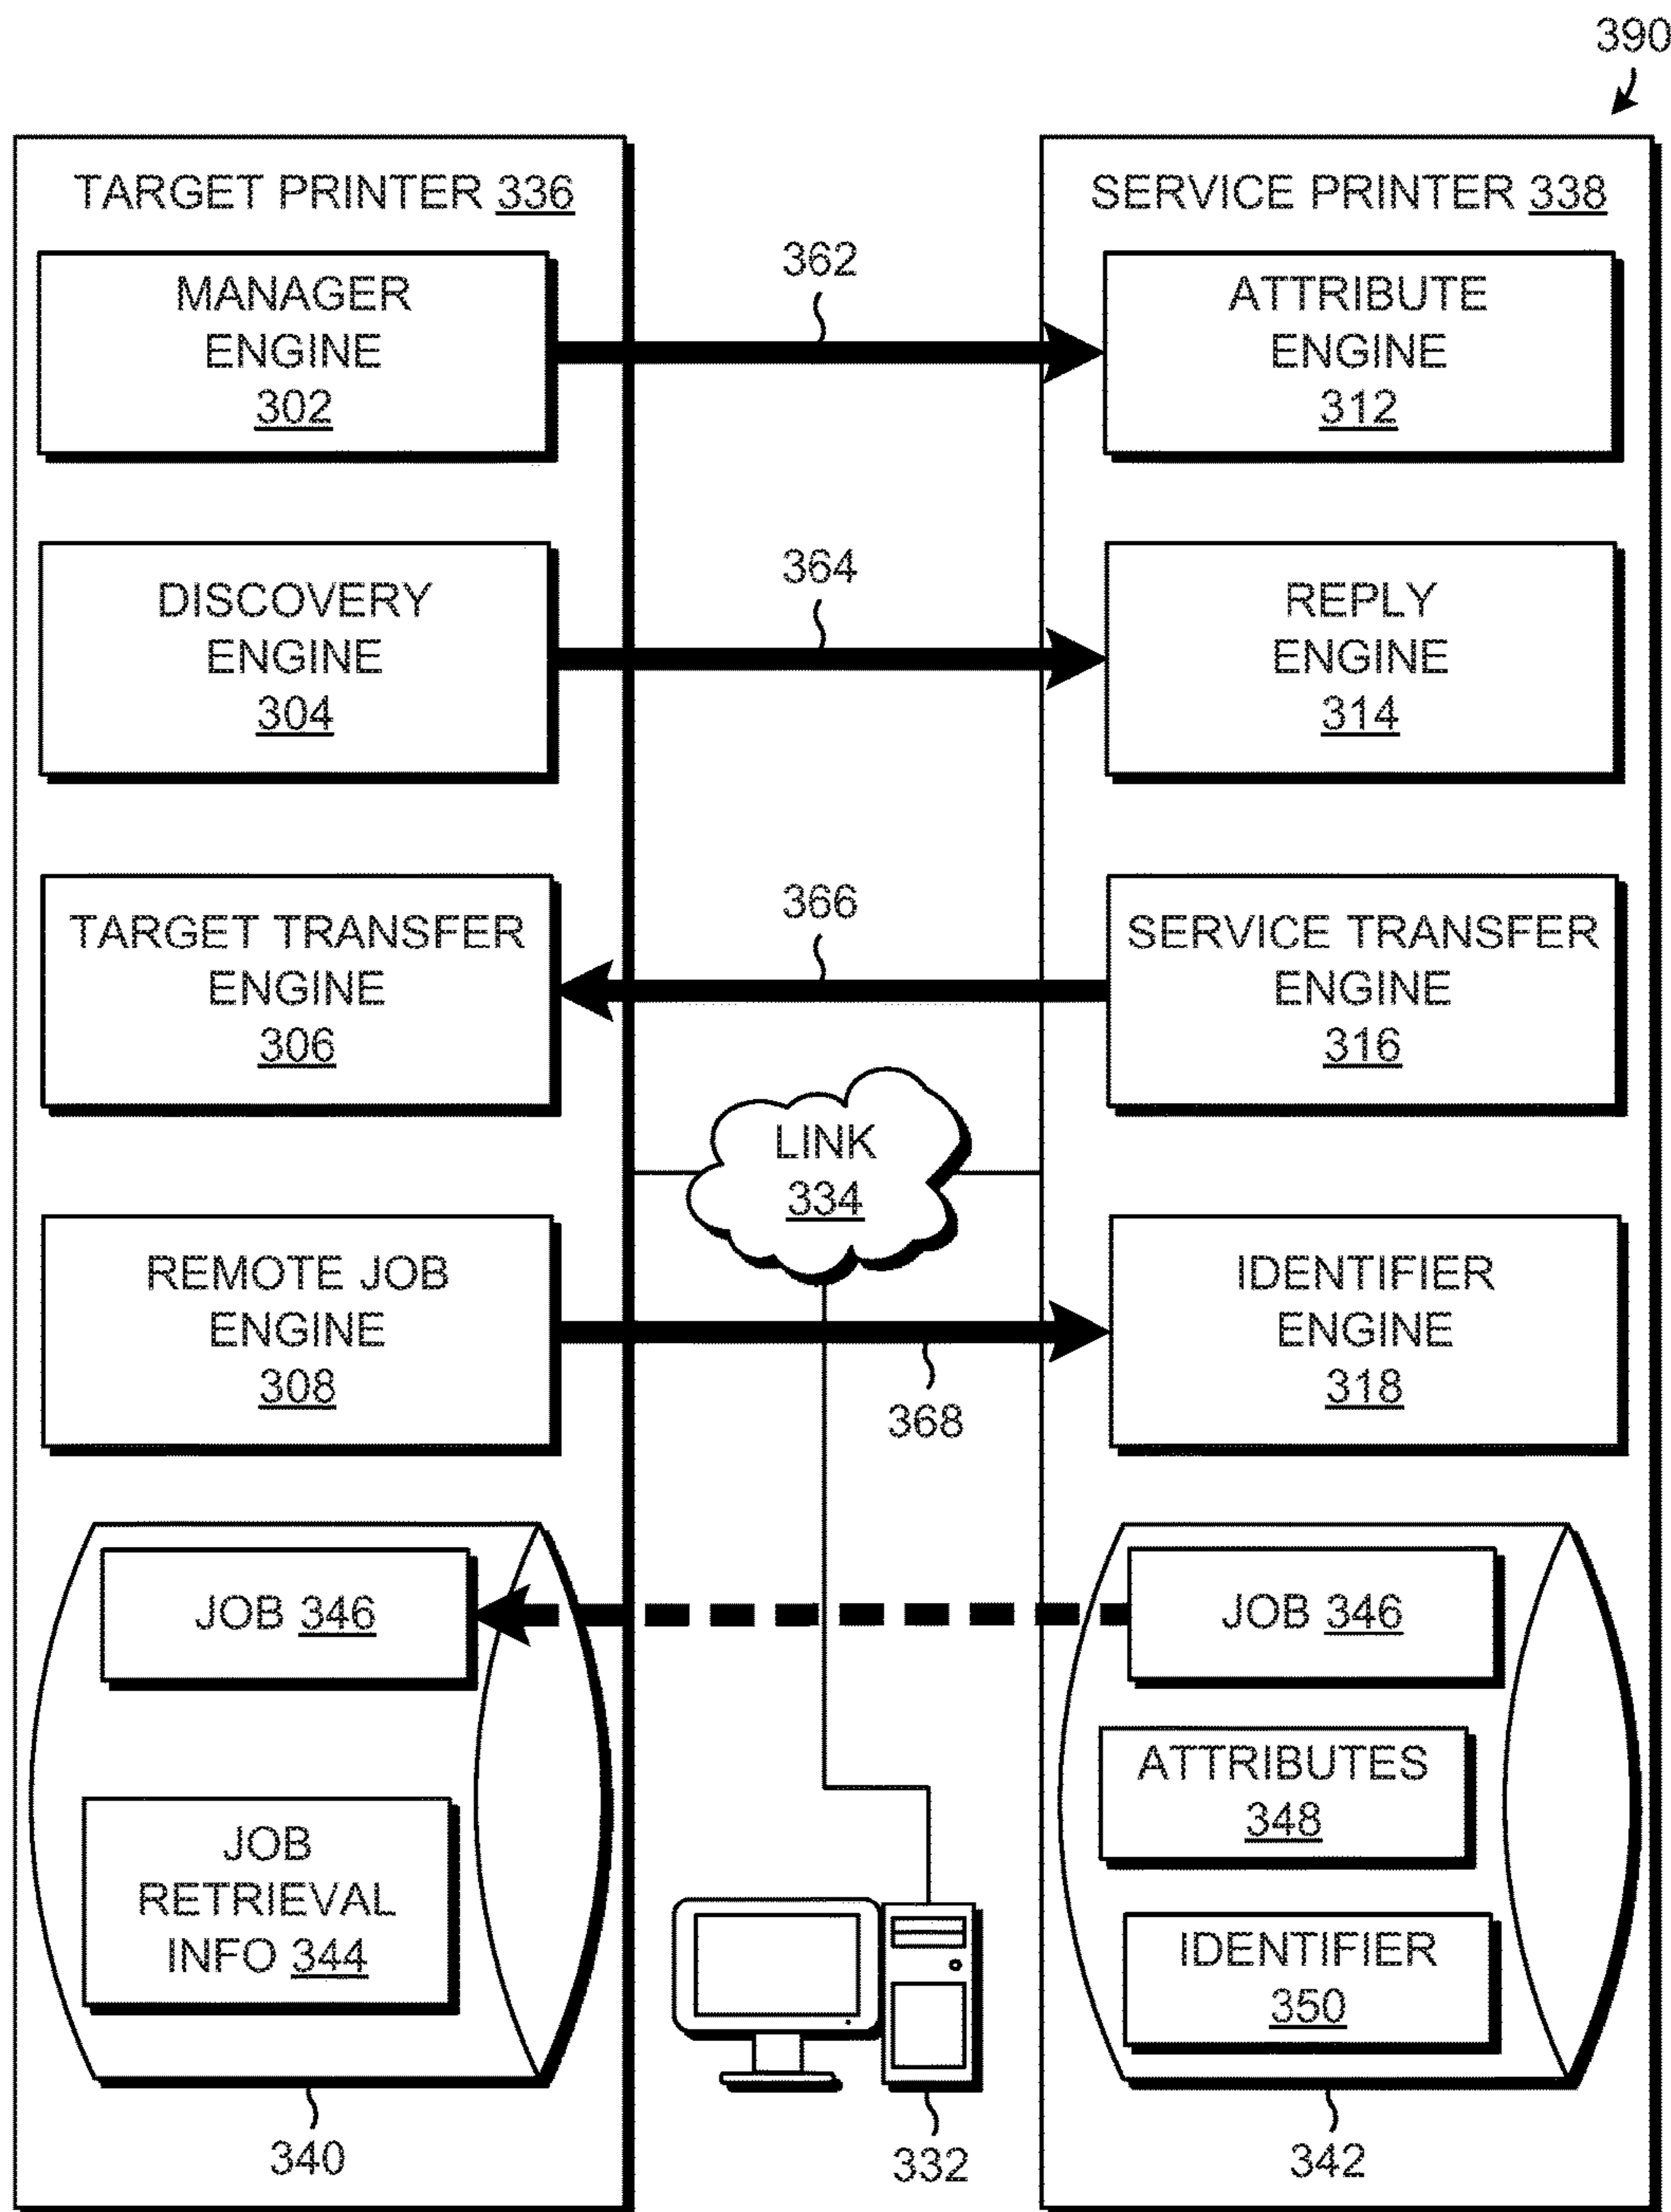 390
TARGET PRINTER 336
SERVICE PRINTER 338
MANAGER
ENGINE
302
362
ATTRIBUTE
ENGINE
312
DISCOVERY
ENGINE
304
364
REPLY
ENGINE
314
TARGET TRANSFER
ENGINE
306
366
SERVICE TRANSFER
ENGINE
316
LINK
334
REMOTE JOB
ENGINE
308
368
IDENTIFIER
ENGINE
318
JOB 346
JOB 346
JOB
RETRIEVAL
INFO 344
ATTRIBUTES
348
IDENTIFIER
350
340
332
342